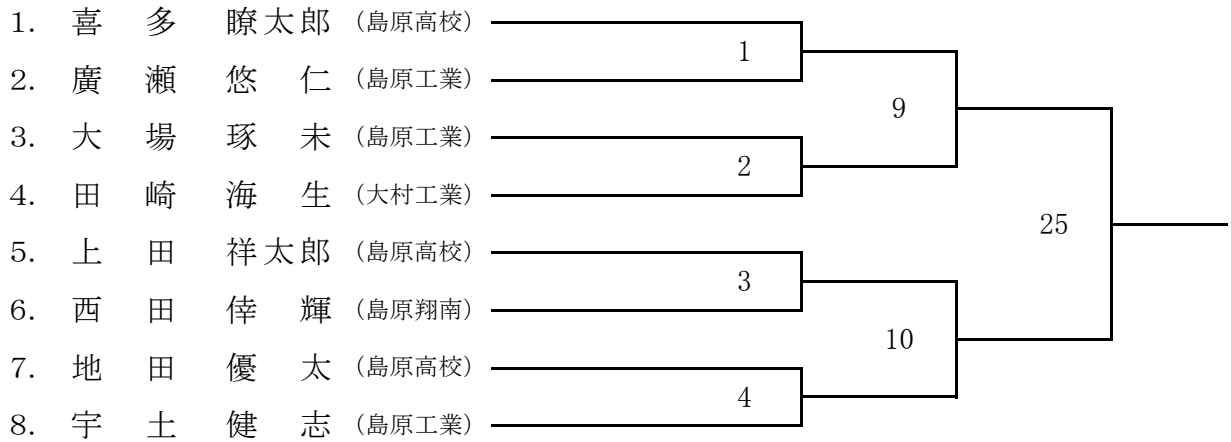 1. 喜多 瞭太郎 (島原高校)
1
2. 廣瀬 悠仁 (島原工業)
9
3. 大場 琢未 (島原工業)
2
4. 田崎 海生 (大村工業)
25
5. 上田 祥太郎 (島原高校)
3
6. 西田 倖輝 (島原翔南)
10
7. 地田 優太 (島原高校)
4
8. 宇土 健志 (島原工業)